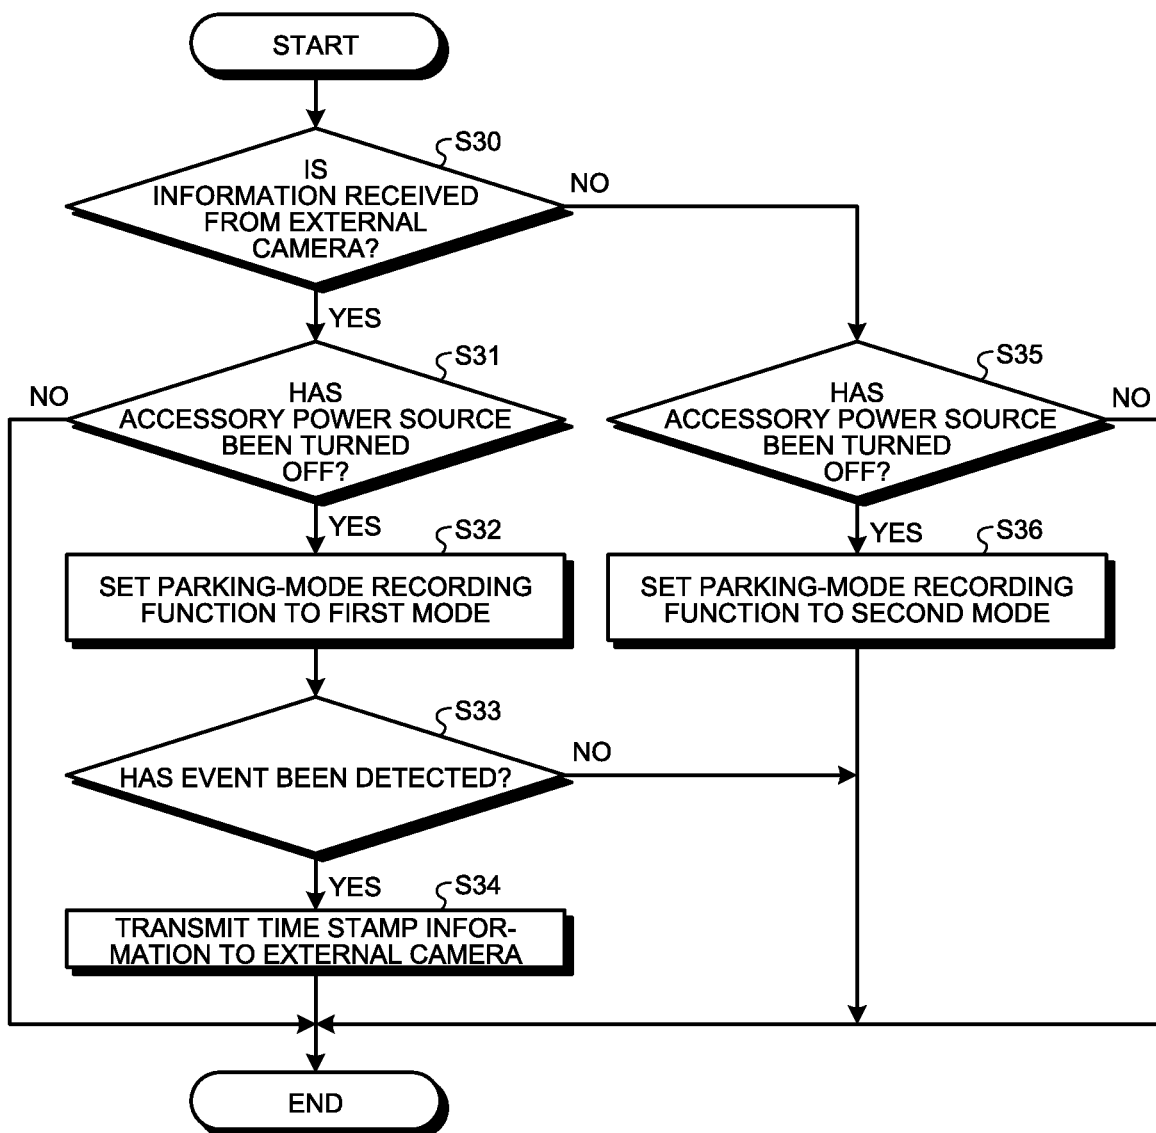 START
S30
IS
INFORMATION RECEIVED
FROM EXTERNAL
CAMERA?
NO
YES
S31
NO
HAS
ACCESSORY POWER SOURCE
BEEN TURNED
OFF?
YES
S35
HAS
ACCESSORY POWER SOURCE
BEEN TURNED
OFF?
NO
YES
S32
SET PARKING-MODE RECORDING
FUNCTION TO FIRST MODE
S36
SET PARKING-MODE RECORDING
FUNCTION TO SECOND MODE
S33
HAS EVENT BEEN DETECTED?
NO
YES
S34
TRANSMIT TIME STAMP INFOR-
MATION TO EXTERNAL CAMERA
END